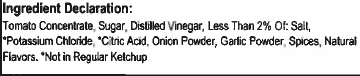 Ingredient Declaration:
Tomato Concentrate, Sugar, Distilled Vinegar, Less Than 2% Of: Salt,
*Potassium Chloride, *Citric Acid, Onion Powder, Garlic Powder, Spices, Natural
Flavors. *Not in Regular Ketchup